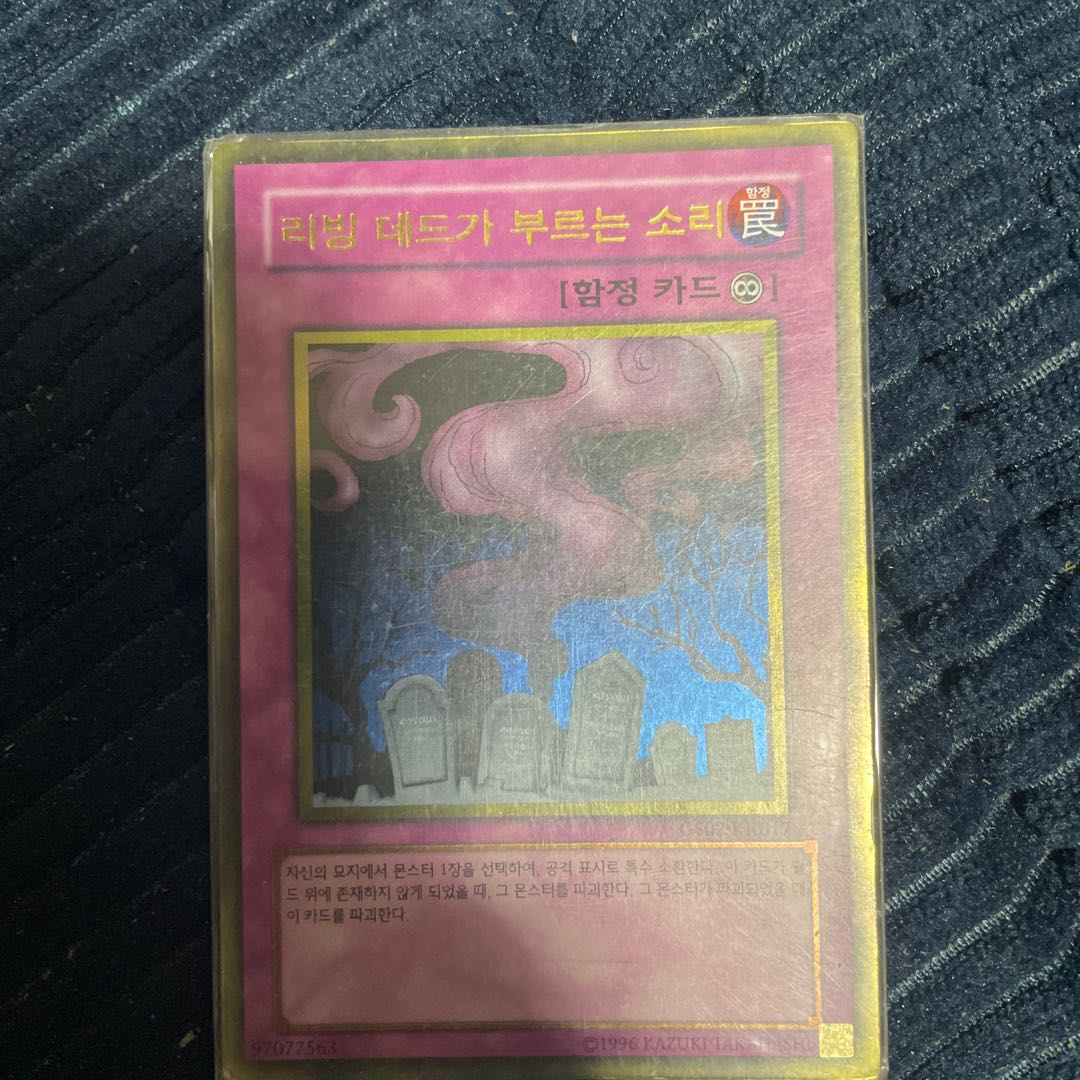 리빙 데드가 부르는 소리
함정
罠
[함정 카드 ♾]
GS02-KR017
자신의 묘지에서 몬스터 1장을 선택하여, 공격 표시로 특수 소환한다. 이 카드가 필
드 위에 존재하지 않게 되었을 때, 그 몬스터를 파괴한다. 그 몬스터가 파괴되었을 때
이 카드를 파괴한다.
97077563
©1996 KAZUKI TAKAHASHI